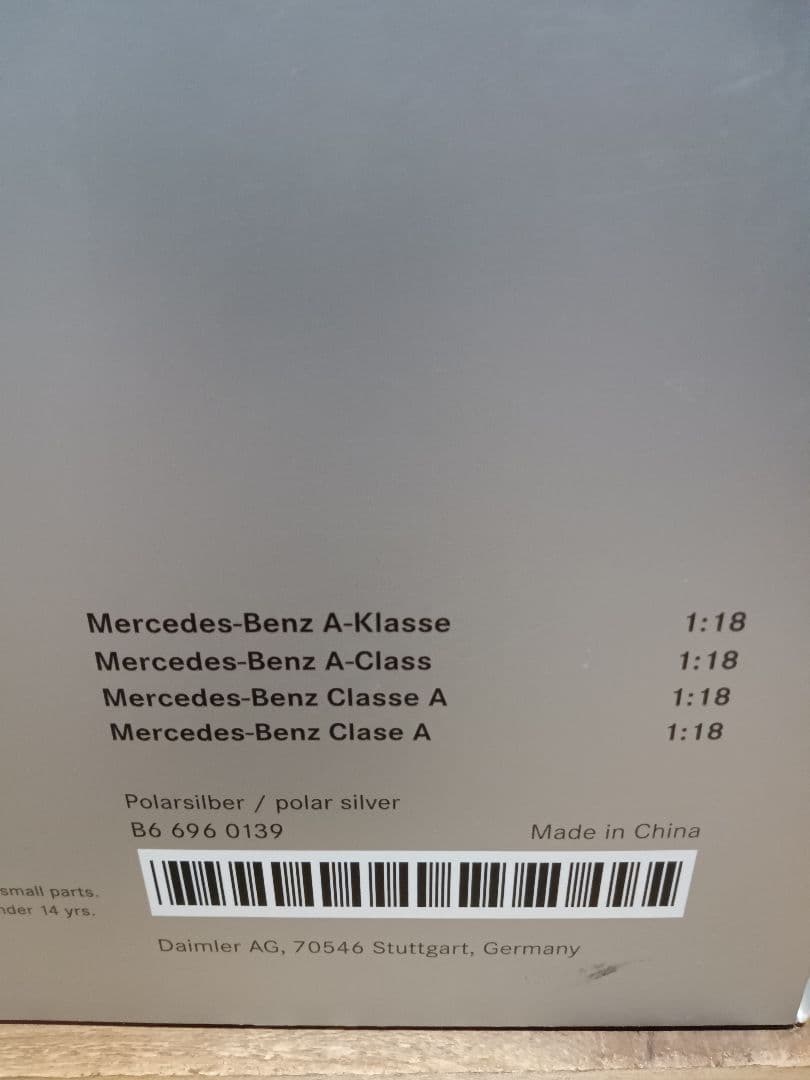 Mercedes-Benz A-Klasse 1:18
Mercedes-Benz A-Class 1:18
Mercedes-Benz Classe A 1:18
Mercedes-Benz Clase A 1:18
Polarsilber / polar silver
B6 696 0139 Made in China
small parts.
nder 14 yrs.
Daimler AG, 70546 Stuttgart, Germany